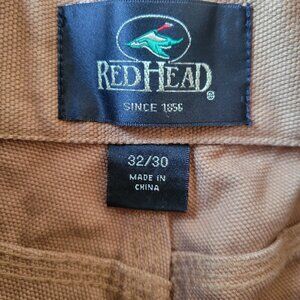 REDHEAD
®
SINCE 1856
32/30
MADE IN
CHINA